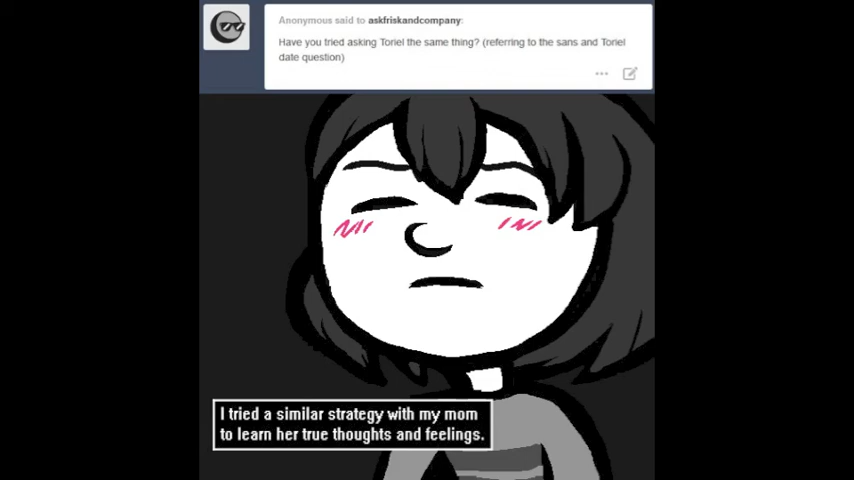 Anonymous said to askfriskandcompany:
Have you tried asking Toriel the same thing? (referring to the sans and Toriel
date question)
I tried a similar strategy with my mom
to learn her true thoughts and feelings.